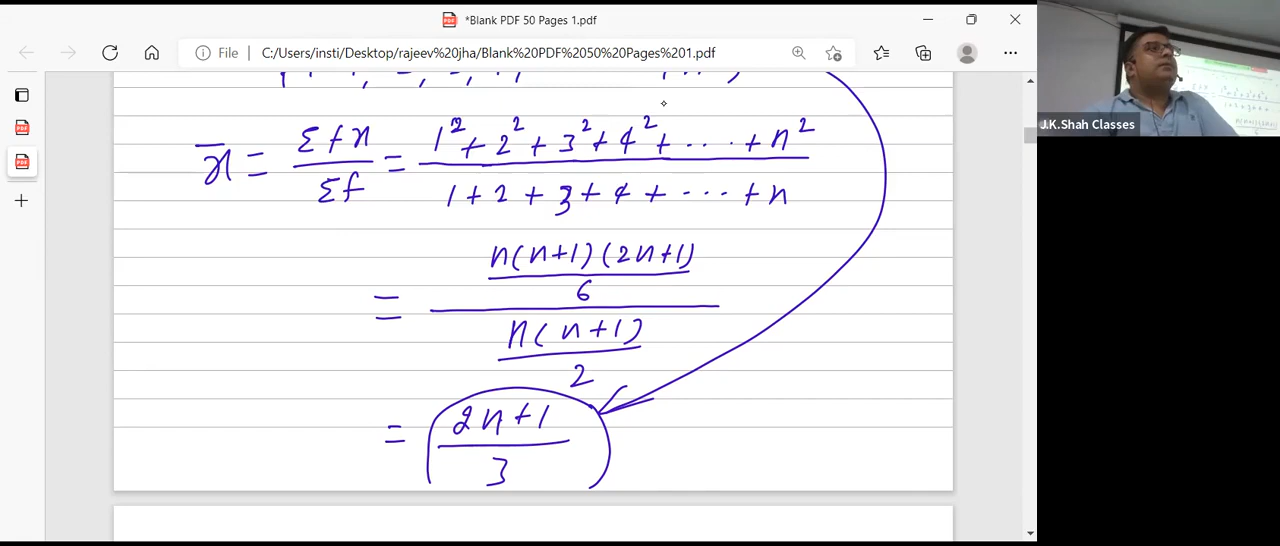 *Blank PDF 50 Pages 1.pdf
File C:/Users/insti/Desktop/rajeev%20jha/Blank%20PDF%2050%20Pages%201.pdf
J.K.Shah Classes
x̄ = Σfx/Σf = (1² + 2² + 3² + 4² + ... + n²)/(1 + 2 + 3 + 4 + ... + n)
= (n(n+1)(2n+1)/6)/(n(n+1)/2)
= (2n+1)/3